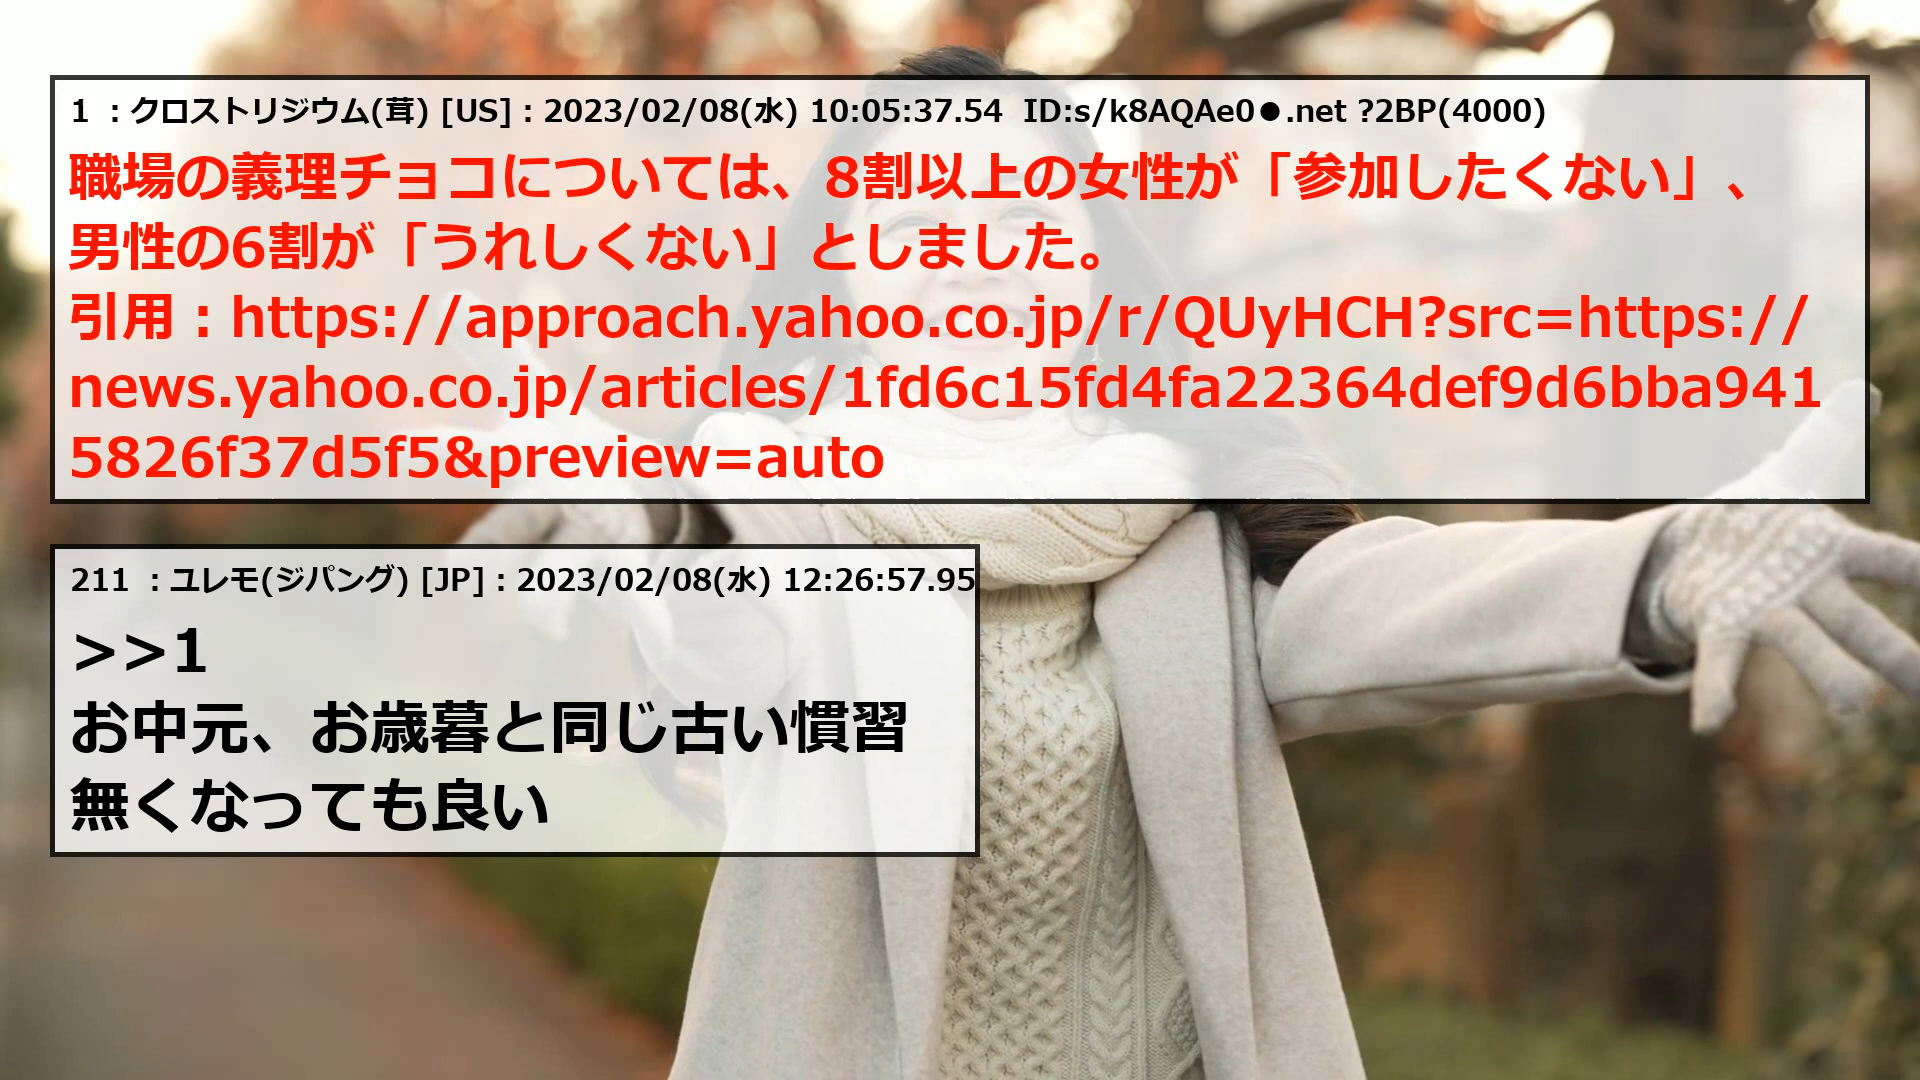 1 ：クロストリジウム(茸) [US]：2023/02/08(水) 10:05:37.54 ID:s/k8AQAe0●.net ?2BP(4000)
職場の義理チョコについては、8割以上の女性が「参加したくない」、
男性の6割が「うれしくない」としました。
引用：https://approach.yahoo.co.jp/r/QUyHCH?src=https://
news.yahoo.co.jp/articles/1fd6c15fd4fa22364def9d6bba941
5826f37d5f5&preview=auto
211 ：ユレモ(ジパング) [JP]：2023/02/08(水) 12:26:57.95
>>1
お中元、お歳暮と同じ古い慣習
無くなっても良い